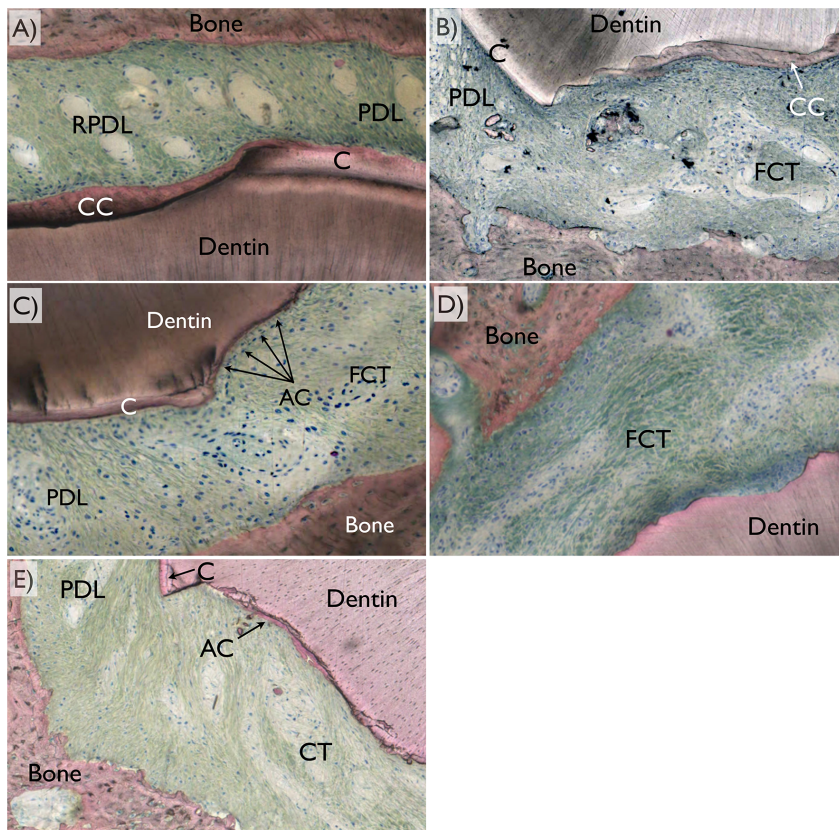 A)
Bone
RPDL
PDL
C
CC
Dentin
B)
Dentin
C
PDL
CC
FCT
Bone
C)
Dentin
FCT
AC
C
PDL
Bone
D)
Bone
FCT
Dentin
E)
PDL
C
Dentin
AC
CT
Bone